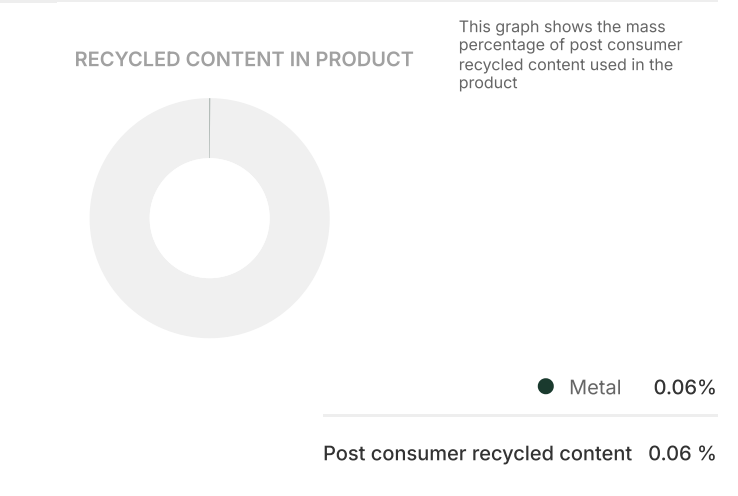 This graph shows the mass
percentage of post consumer
recycled content used in the
product
RECYCLED CONTENT IN PRODUCT
Metal 0.06%
Post consumer recycled content 0.06 %